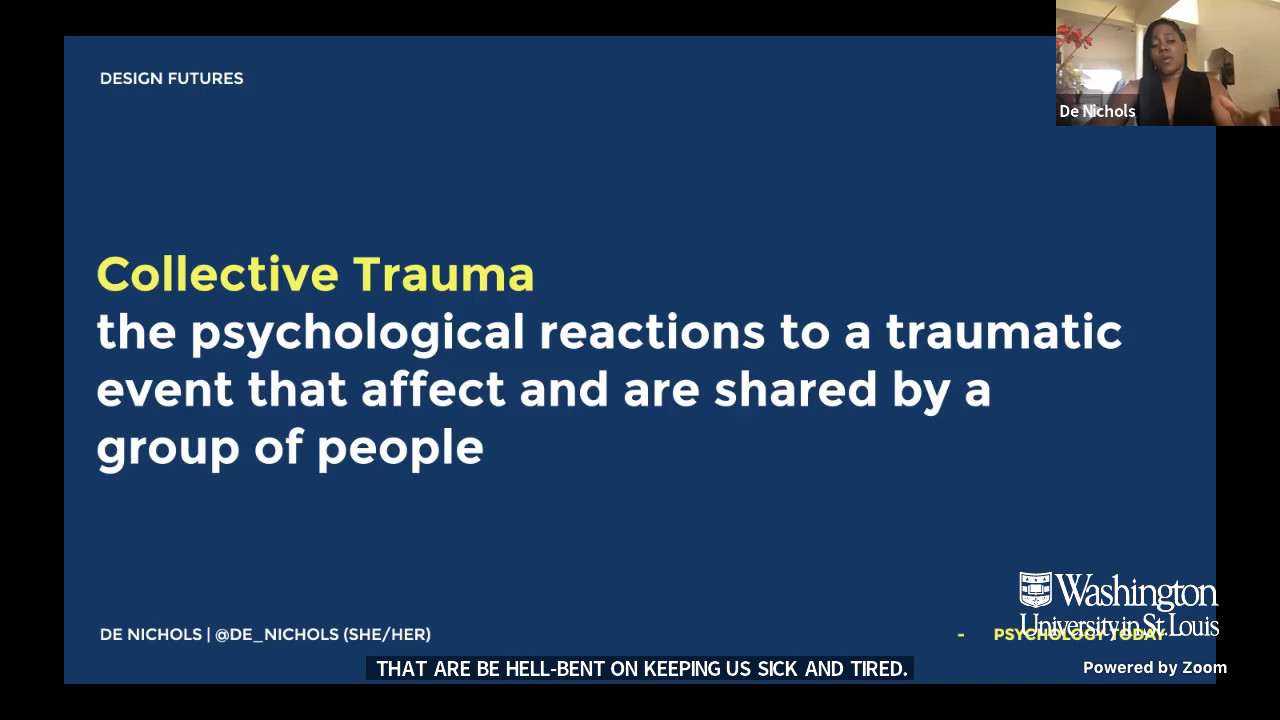 DESIGN FUTURES
De Nichols
Collective Trauma
the psychological reactions to a traumatic
event that affect and are shared by a
group of people
Washington
University in St. Louis
DE NICHOLS | @DE_NICHOLS (SHE/HER)
- PSYCHOLOGY TODAY
THAT ARE BE HELL-BENT ON KEEPING US SICK AND TIRED.
Powered by Zoom